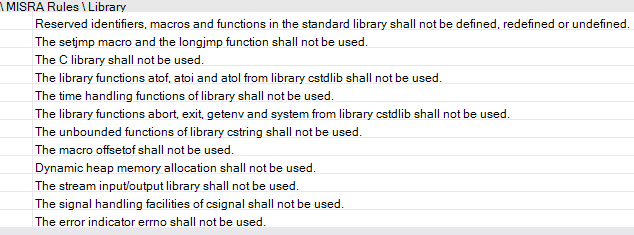 \ MISRA Rules \ Library
Reserved identifiers, macros and functions in the standard library shall not be defined, redefined or undefined.
The setjmp macro and the longjmp function shall not be used.
The C library shall not be used.
The library functions atof, atoi and atol from library cstdlib shall not be used.
The time handling functions of library shall not be used.
The library functions abort, exit, getenv and system from library cstdlib shall not be used.
The unbounded functions of library cstring shall not be used.
The macro offsetof shall not be used.
Dynamic heap memory allocation shall not be used.
The stream input/output library shall not be used.
The signal handling facilities of csignal shall not be used.
The error indicator errno shall not be used.